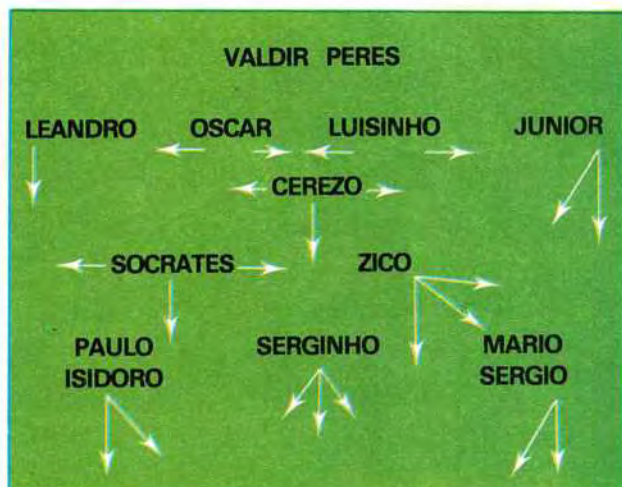 VALDIR PERES
LEANDRO OSCAR LUISINHO JUNIOR
CEREZO
SOCRATES ZICO
PAULO ISIDORO SERGINHO MARIO SERGIO